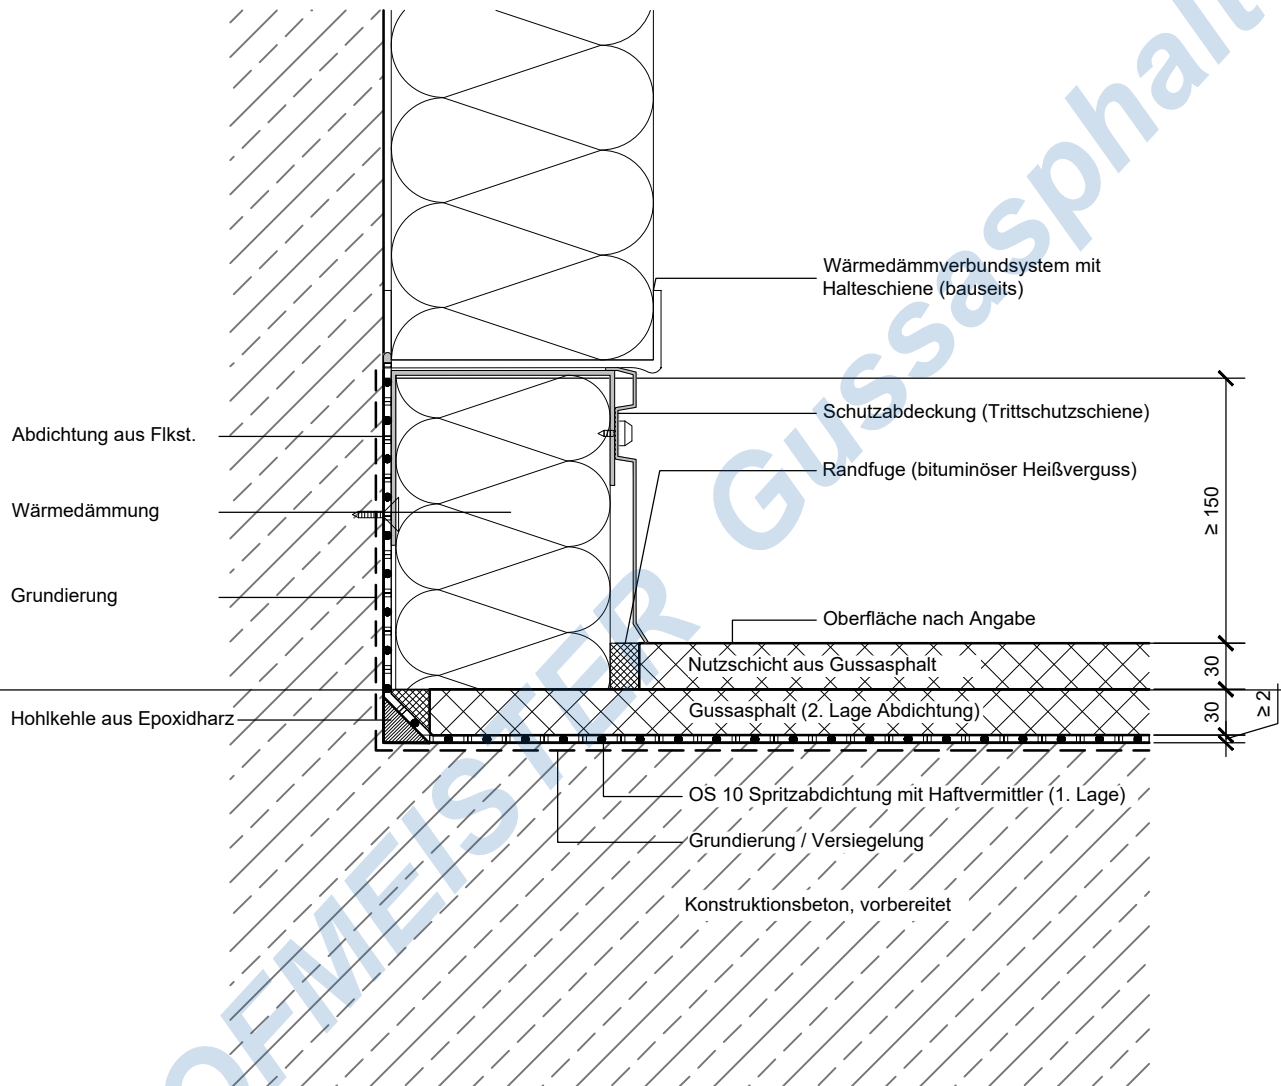 Wärmedämmverbundsystem mit
Halteschiene (bauseits)
Schutzabdeckung (Trittschutzschiene)
Abdichtung aus Flkst.
Randfuge (bituminöser Heißverguss)
≥ 150
Wärmedämmung
Grundierung
Oberfläche nach Angabe
Nutzschicht aus Gussasphalt
30
Hohlkehle aus Epoxidharz
Gussasphalt (2. Lage Abdichtung)
30
≥ 2
OS 10 Spritzabdichtung mit Haftvermittler (1. Lage)
Grundierung / Versiegelung
Konstruktionsbeton, vorbereitet
OFMEISTER Gussasphalt